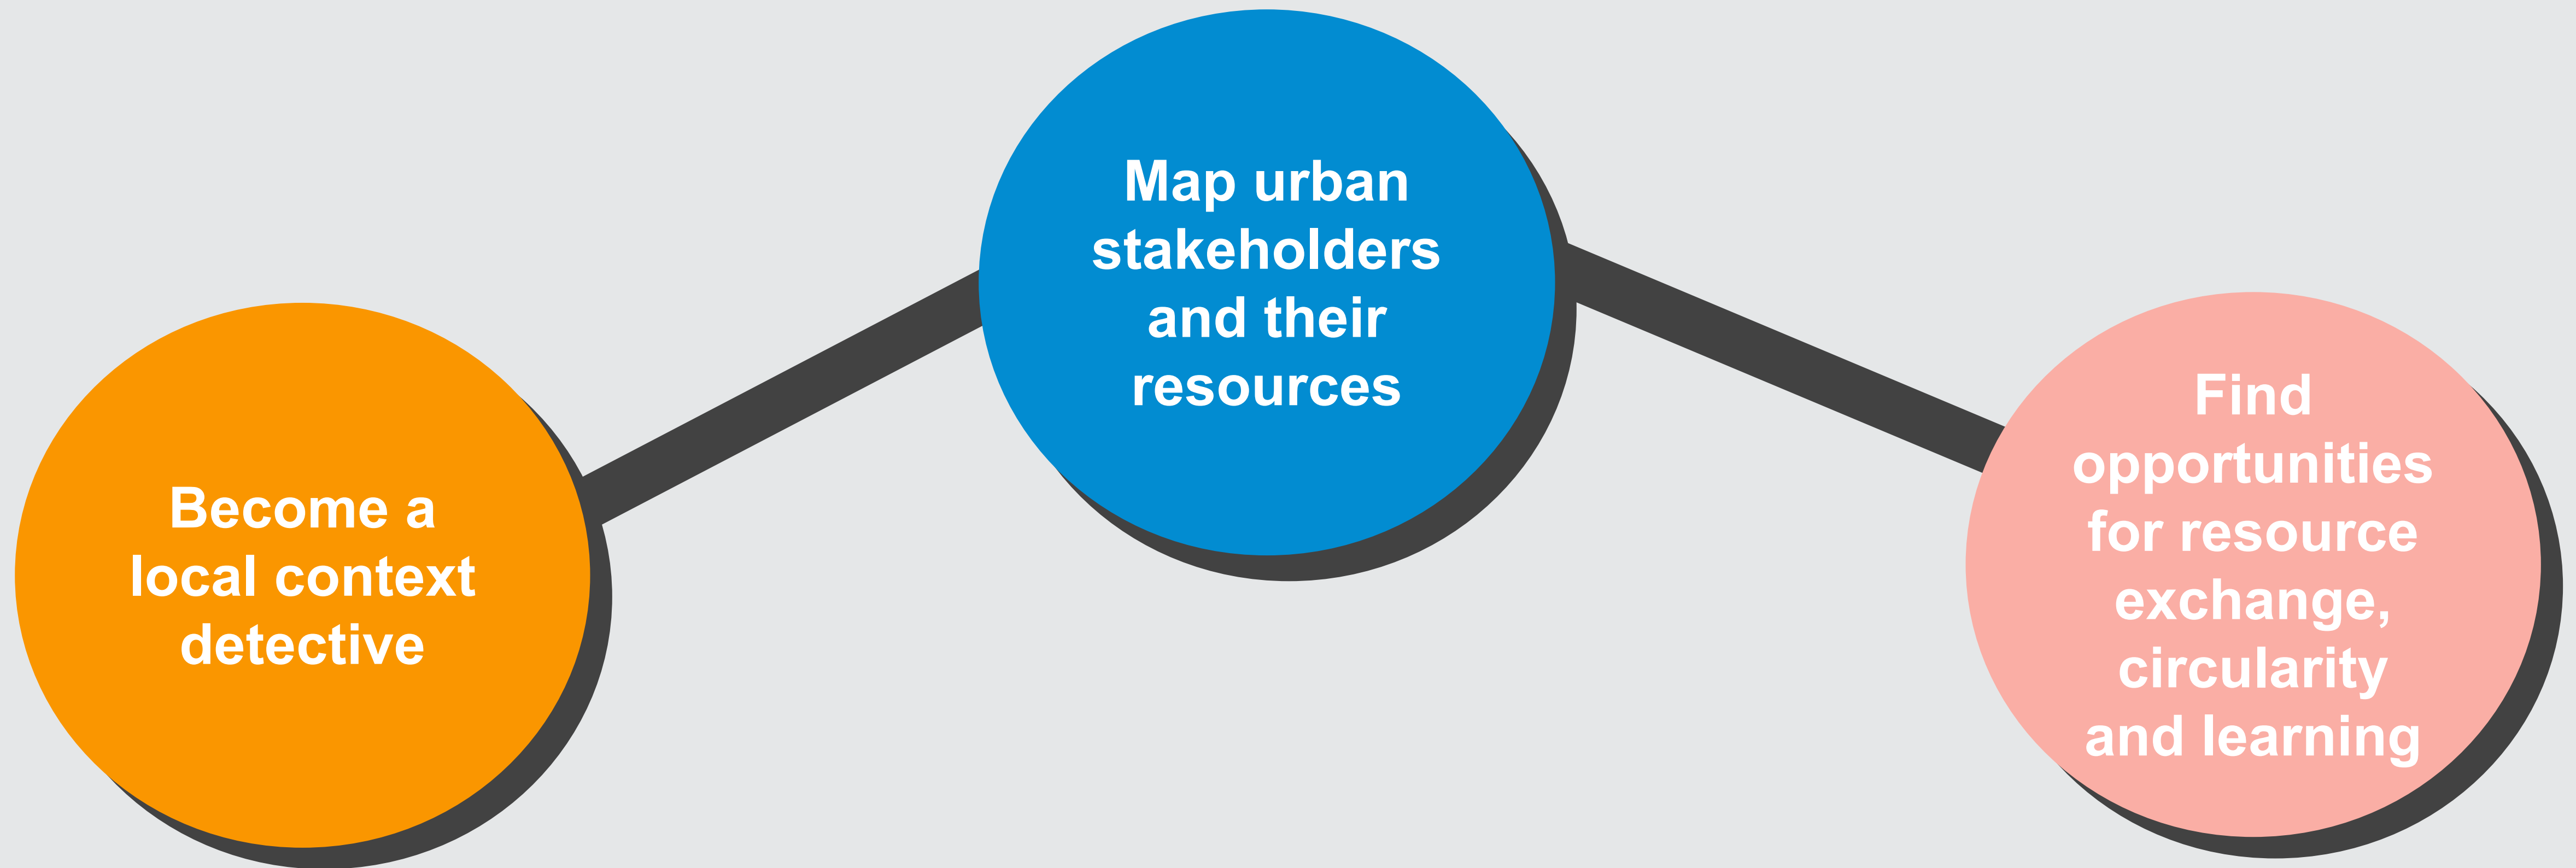 Become a
local context
detective
Map urban
stakeholders
and their
resources
Find
opportunities
for resource
exchange,
circularity
and learning